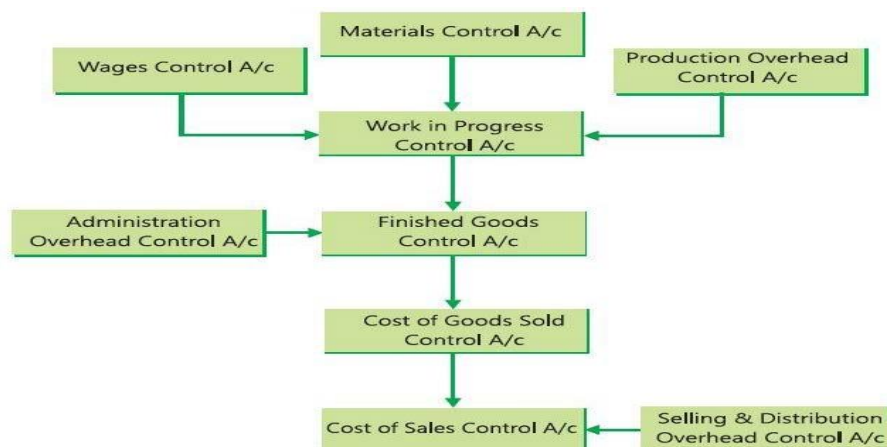 Materials Control A/c
Wages Control A/c
Production Overhead
Control A/c
Work in Progress
Control A/c
Administration
Overhead Control A/c
Finished Goods
Control A/c
Cost of Goods Sold
Control A/c
Cost of Sales Control A/c
Selling & Distribution
Overhead Control A/c